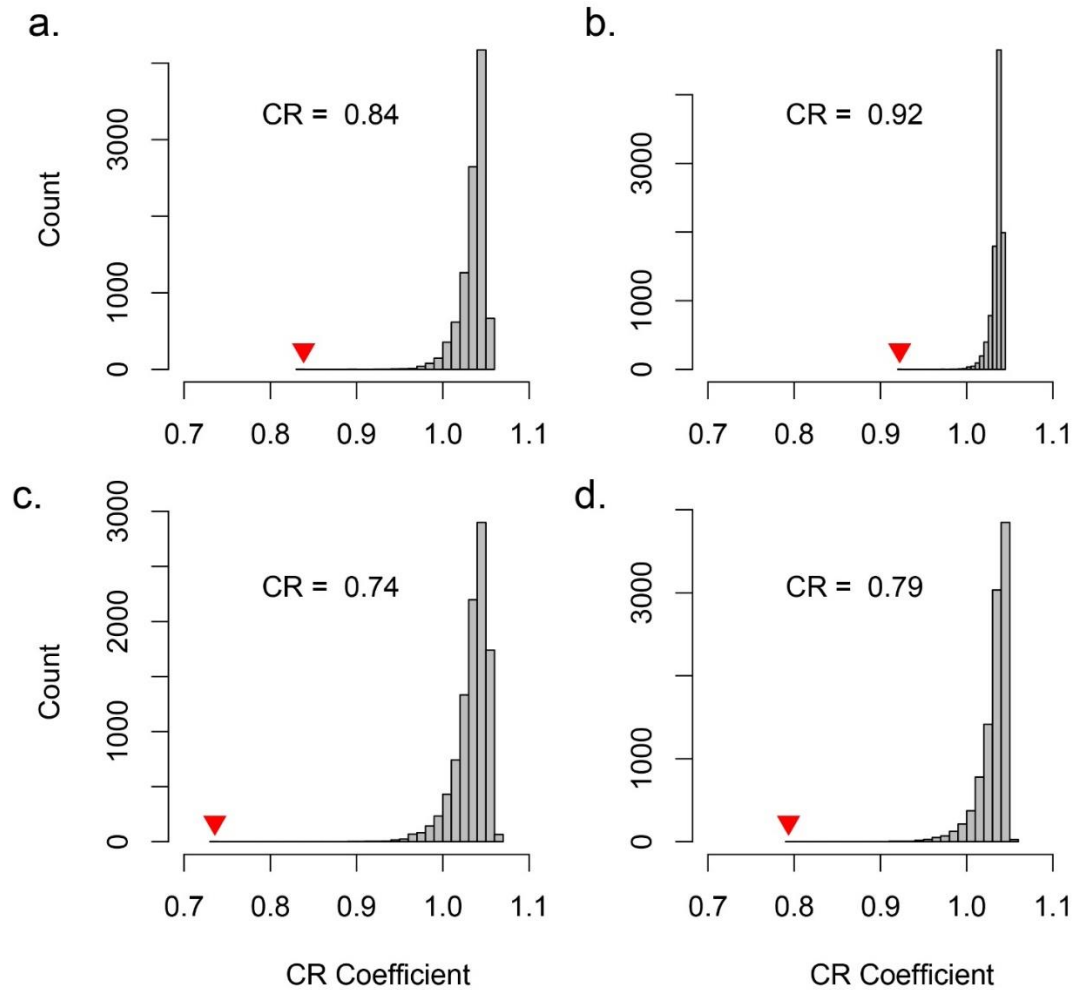 a.
b.
CR = 0.84
CR = 0.92
Count
3000
1000
0
3000
1000
0
0.7 0.8 0.9 1.0 1.1
0.7 0.8 0.9 1.0 1.1
c.
d.
CR = 0.74
CR = 0.79
Count
3000
2000
1000
0
3000
1000
0
0.7 0.8 0.9 1.0 1.1
0.7 0.8 0.9 1.0 1.1
CR Coefficient
CR Coefficient